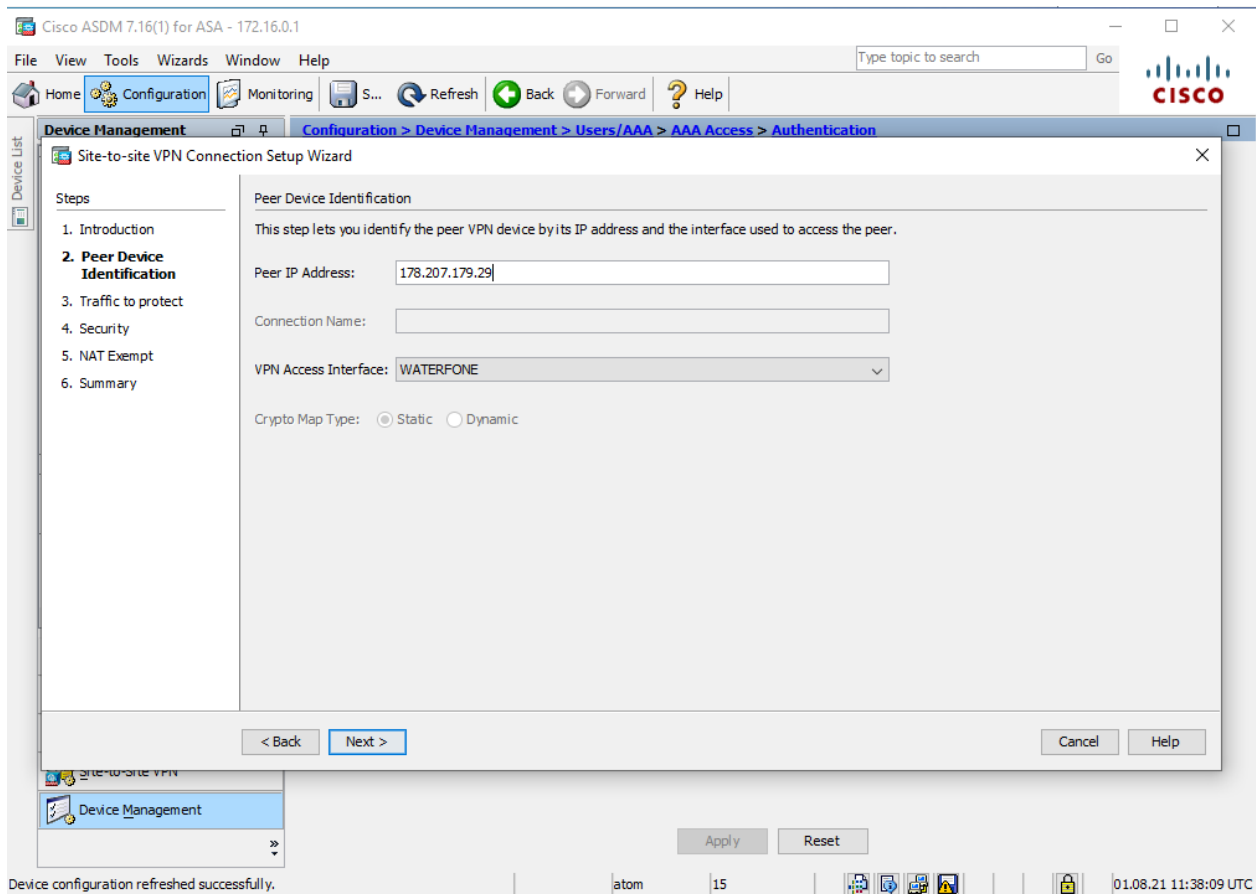 Cisco ASDM 7.16(1) for ASA - 172.16.0.1
File View Tools Wizards Window Help
Type topic to search Go
Home Configuration Monitoring S... Refresh Back Forward Help
CISCO
Device List
Device Management
Configuration > Device Management > Users/AAA > AAA Access > Authentication
Site-to-site VPN Connection Setup Wizard
Steps
1. Introduction
2. Peer Device
Identification
3. Traffic to protect
4. Security
5. NAT Exempt
6. Summary
Peer Device Identification
This step lets you identify the peer VPN device by its IP address and the interface used to access the peer.
Peer IP Address: 178.207.179.29
Connection Name:
VPN Access Interface: WATERFONE
Crypto Map Type: Static Dynamic
< Back Next > Cancel Help
Site-to-Site VPN
Device Management
Apply Reset
Device configuration refreshed successfully. atom 15 01.08.21 11:38:09 UTC